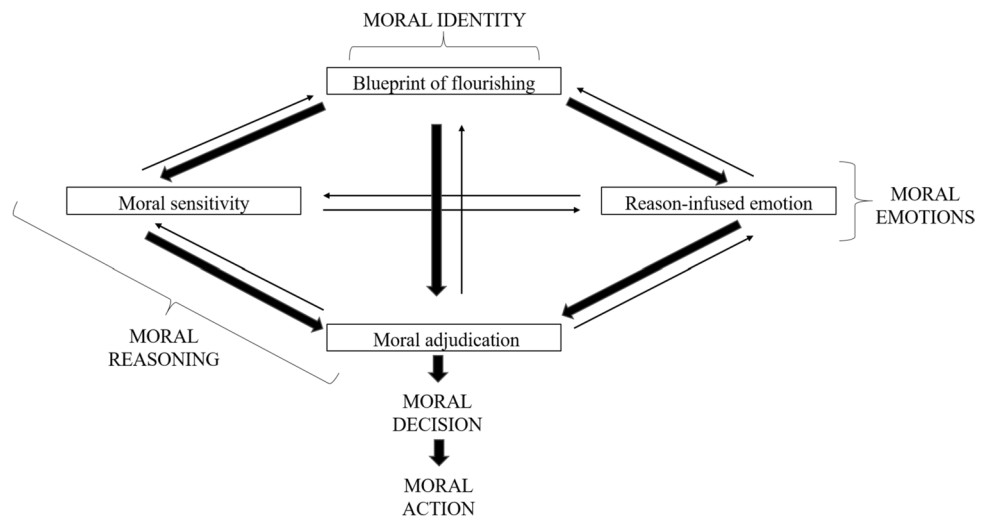 MORAL IDENTITY
Blueprint of flourishing
Moral sensitivity
Reason-infused emotion
MORAL
EMOTIONS
MORAL
REASONING
Moral adjudication
MORAL
DECISION
MORAL
ACTION